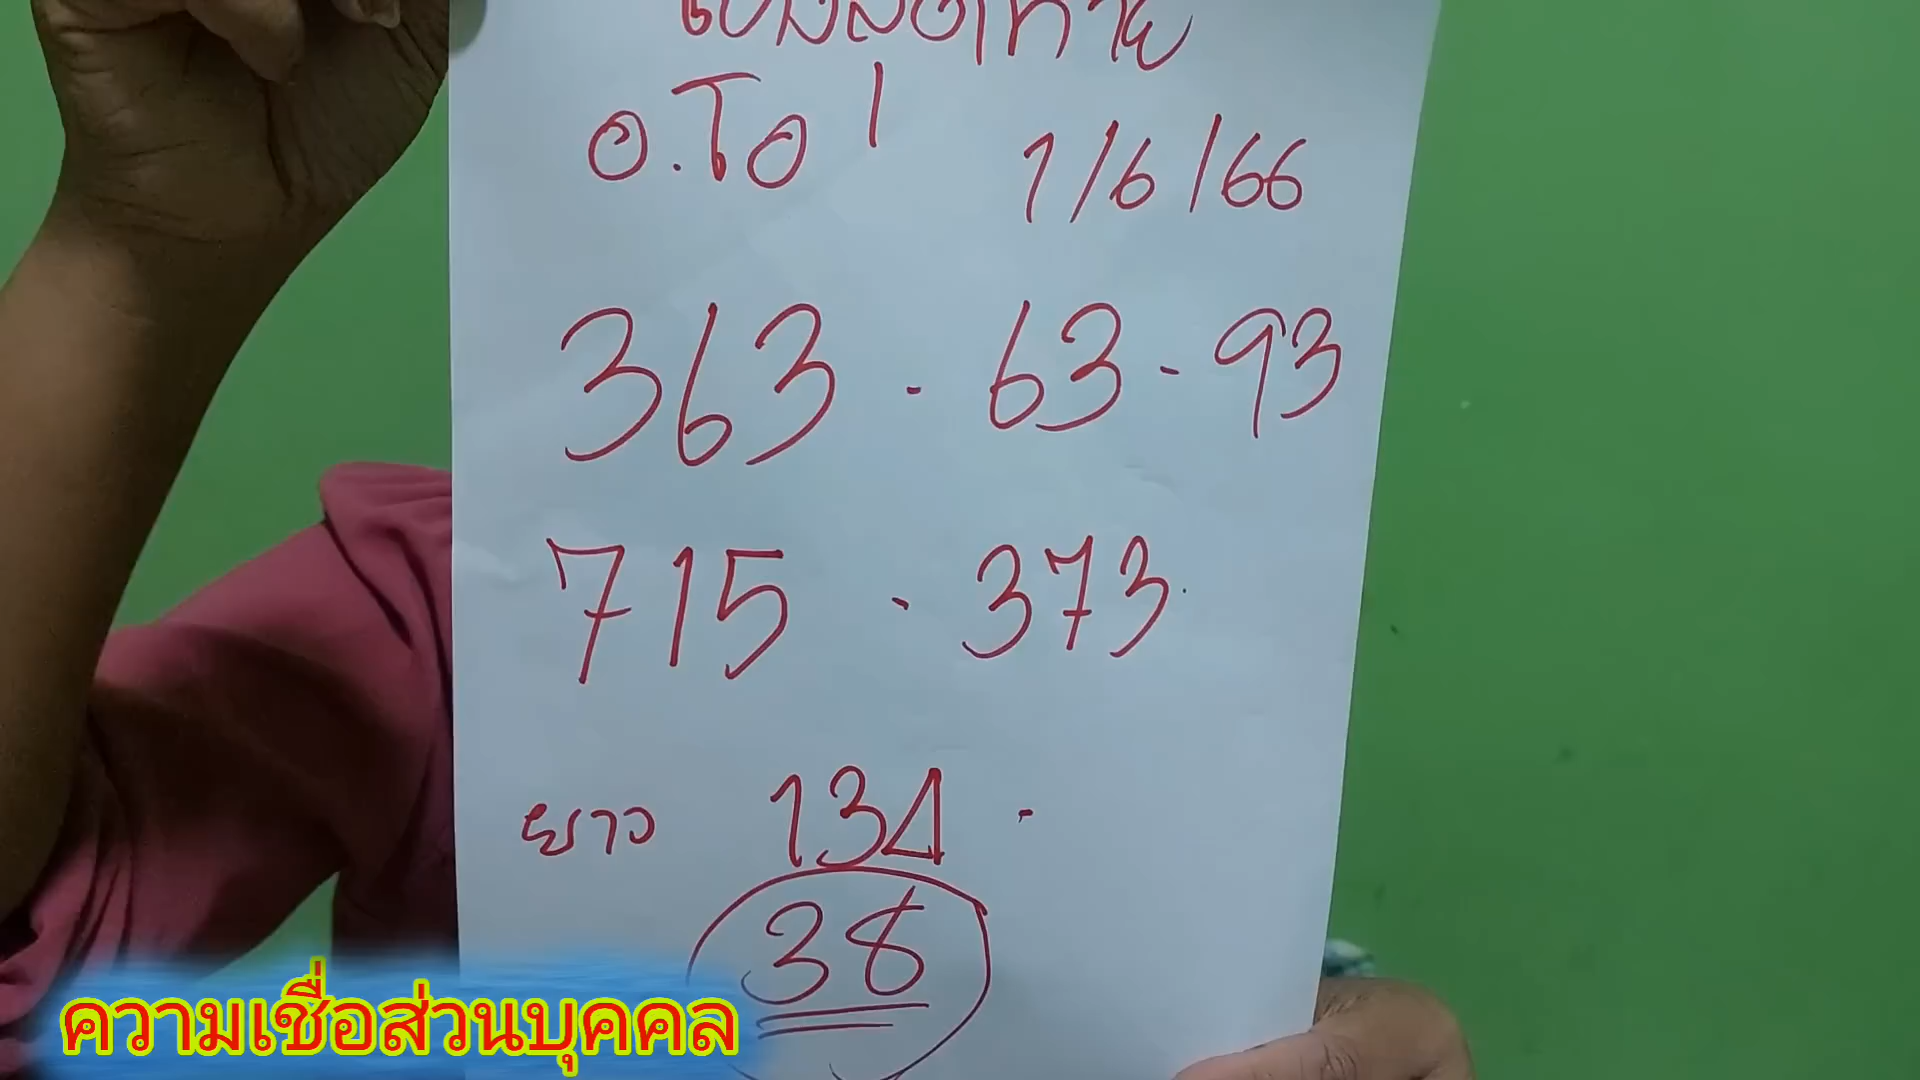 อ.โอ 1/6/66
363 - 63 - 93
715 - 373
ยาว 134
38
ความเชื่อส่วนบุคคล